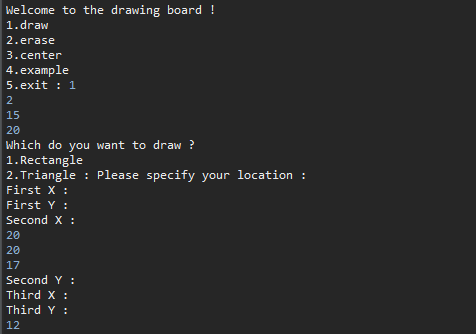 Welcome to the drawing board !
1.draw
2.erase
3.center
4.example
5.exit : 1
2
15
20
Which do you want to draw ?
1.Rectangle
2.Triangle : Please specify your location :
First X :
First Y :
Second X :
20
20
17
Second Y :
Third X :
Third Y :
12